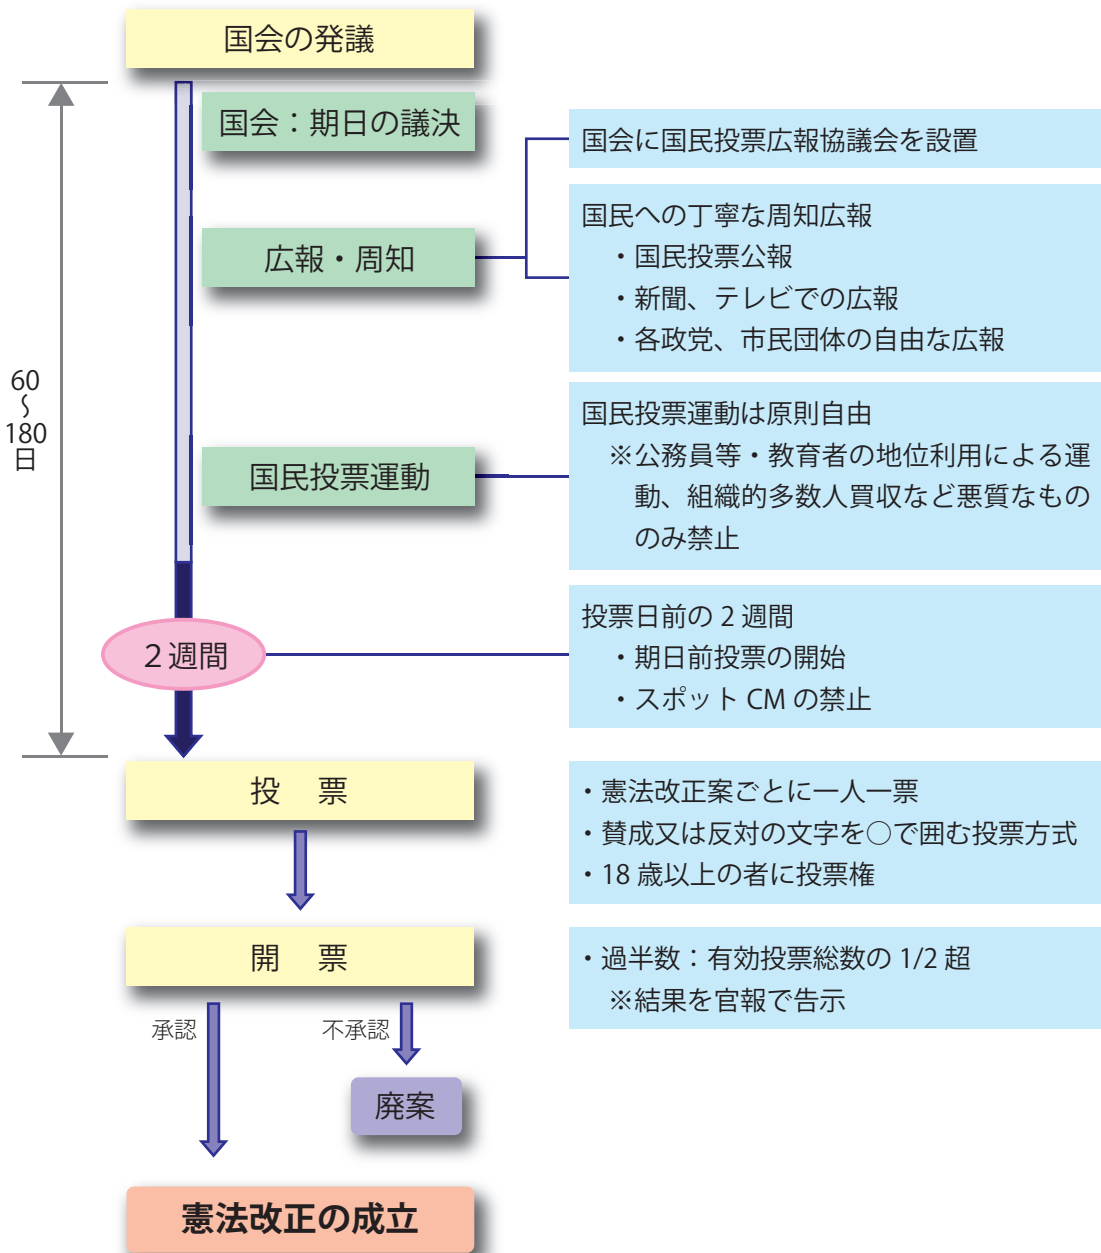 国会の発議
国会：期日の議決
国会に国民投票広報協議会を設置
広報・周知
国民への丁寧な周知広報
・国民投票公報
・新聞、テレビでの広報
・各政党、市民団体の自由な広報
60
〜
180
日
国民投票運動
国民投票運動は原則自由
※公務員等・教育者の地位利用による運
動、組織的多数人買収など悪質なもの
のみ禁止
２週間
投票日前の 2 週間
・期日前投票の開始
・スポット CM の禁止
投　票
・憲法改正案ごとに一人一票
・賛成又は反対の文字を○で囲む投票方式
・18 歳以上の者に投票権
開　票
・過半数：有効投票総数の 1/2 超
※結果を官報で告示
承認
不承認
廃案
憲法改正の成立